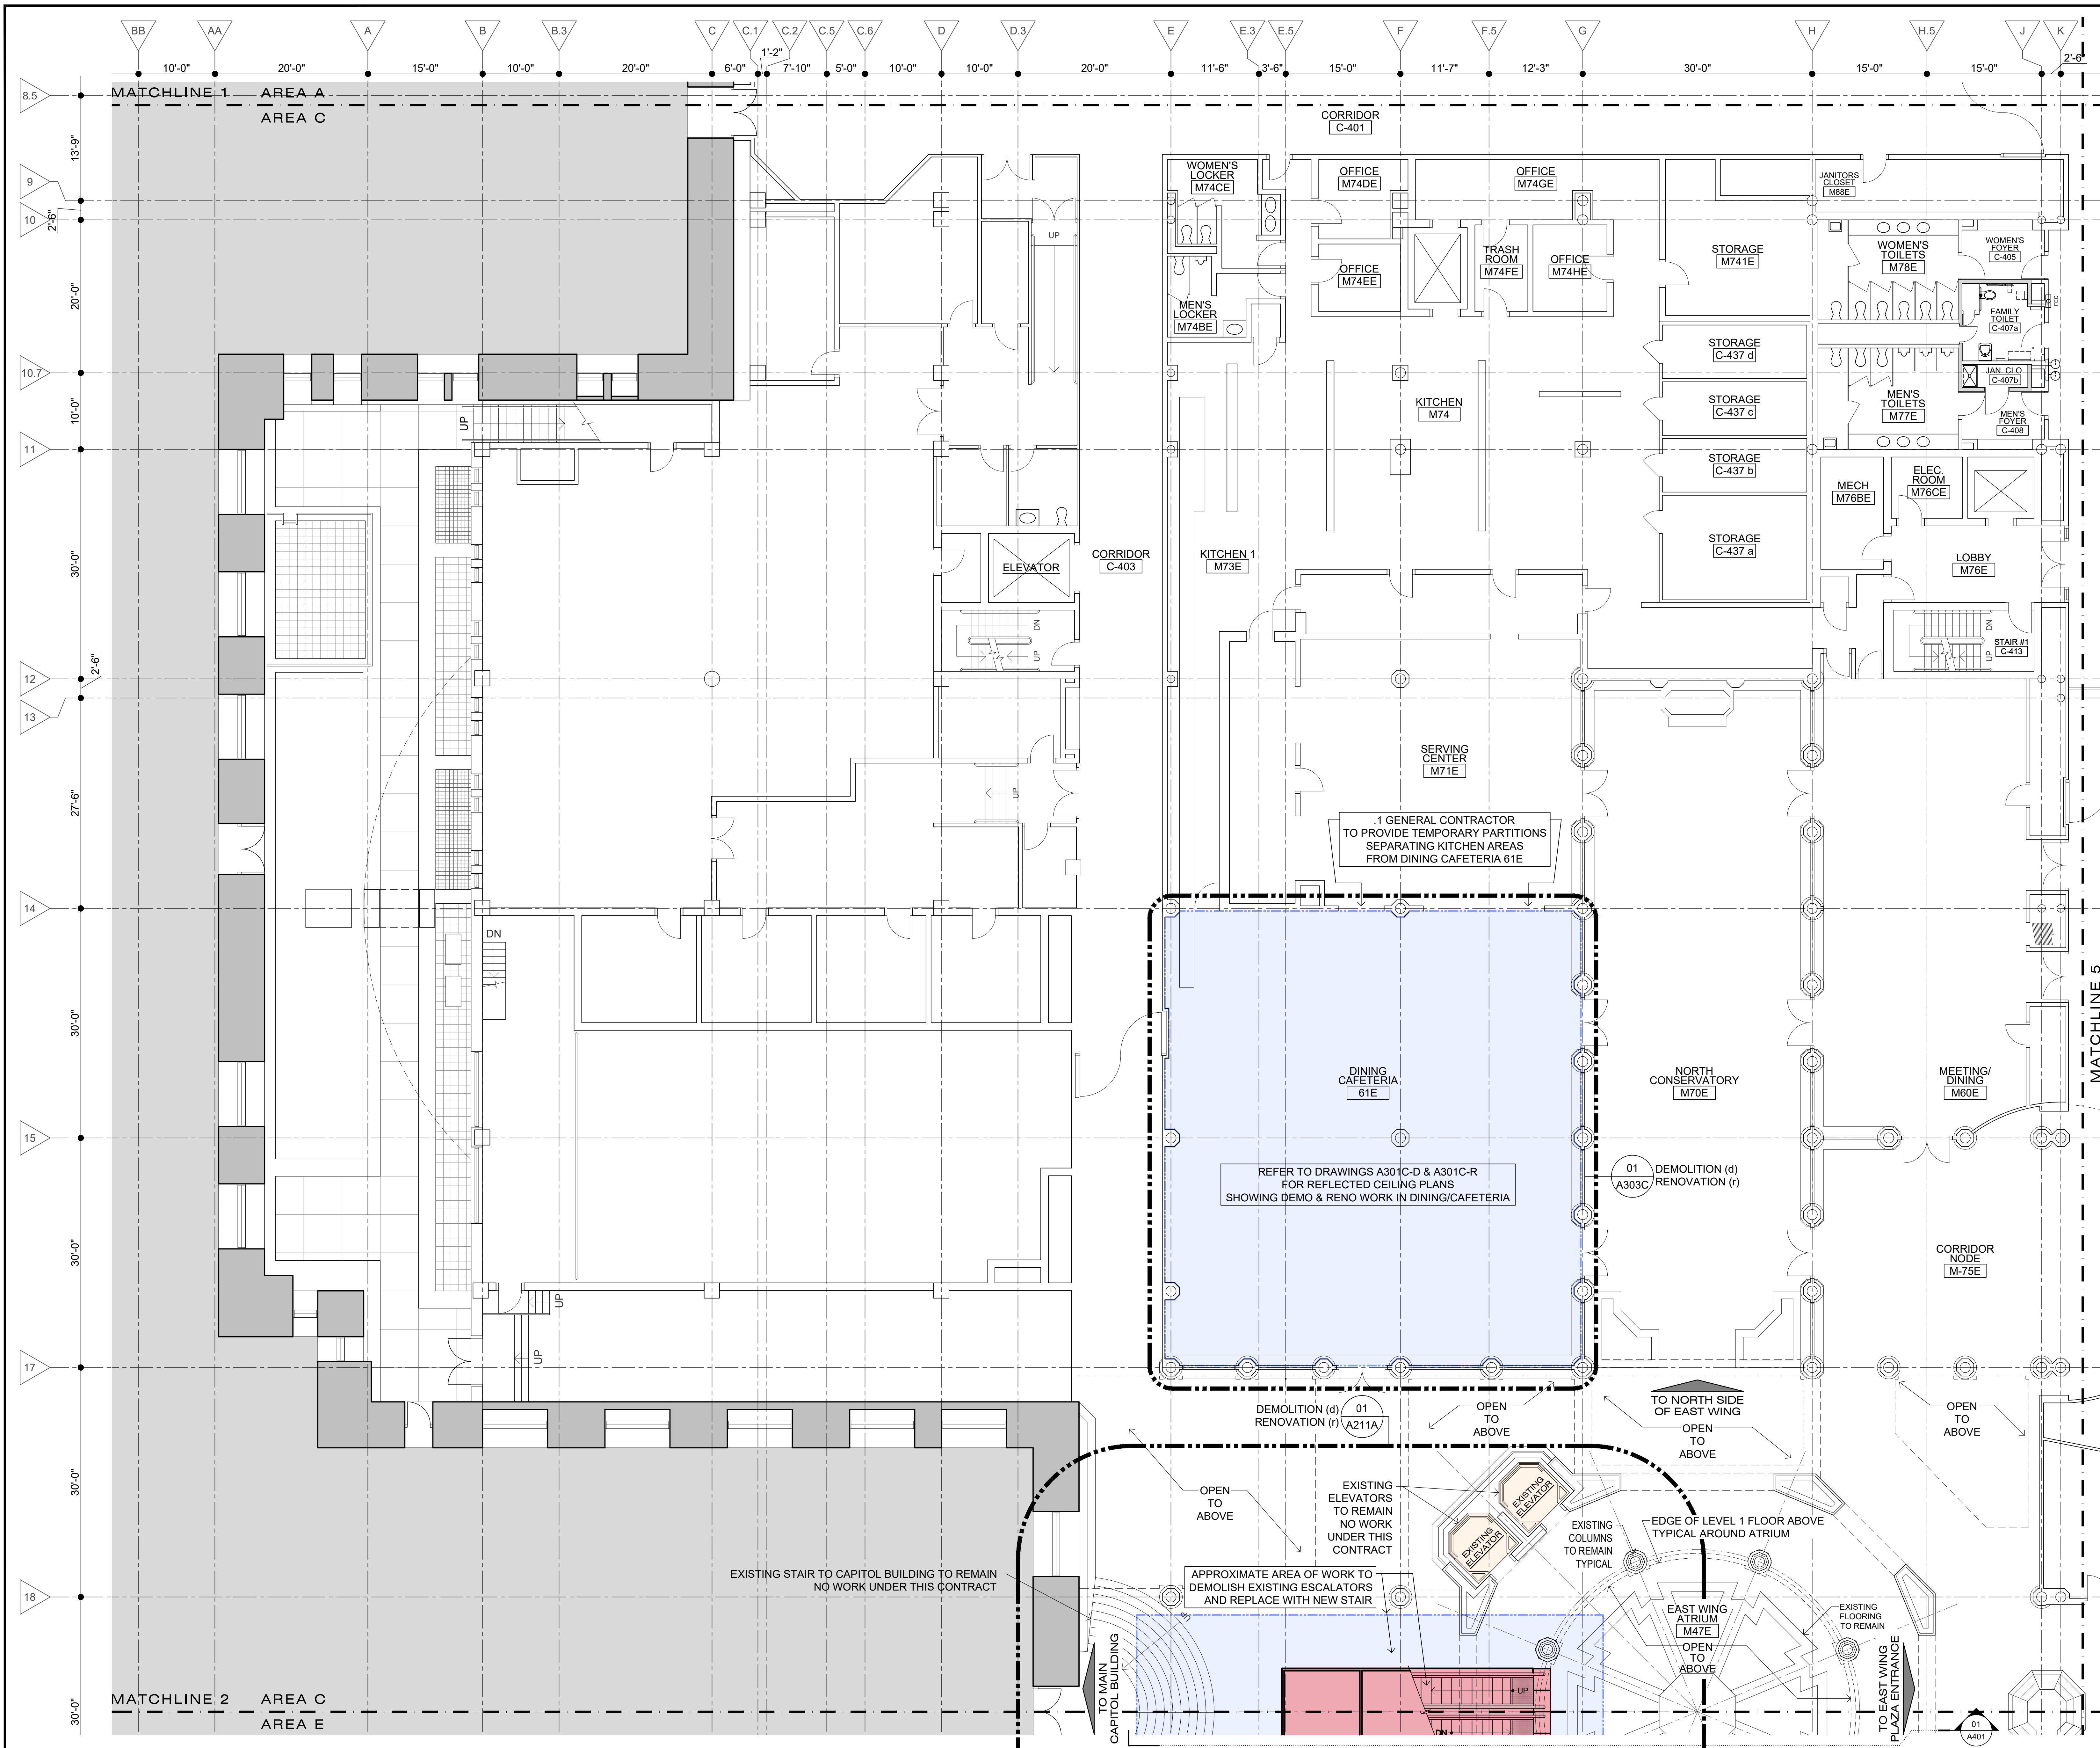 BB
AA
A
B
B.3
C
C.1
C.2
C.5
C.6
D
D.3
E
E.3
E.5
F
F.5
G
H
H.5
J
K
10'-0"
20'-0"
15'-0"
10'-0"
20'-0"
6'-0"
1'-2"
7'-10"
5'-0"
10'-0"
10'-0"
20'-0"
11'-6"
3'-6"
15'-0"
11'-7"
12'-3"
30'-0"
15'-0"
15'-0"
2'-6"
8.5
9
10
10.7
11
12
13
14
15
17
18
13'-9"
2'-6"
20'-0"
10'-0"
30'-0"
2'-6"
27'-6"
30'-0"
30'-0"
30'-0"
30'-0"
MATCHLINE 1 AREA A
AREA C
CORRIDOR
C-401
WOMEN'S
LOCKER
M74CE
OFFICE
M74DE
OFFICE
M74GE
JANITORS
CLOSET
M88E
UP
MEN'S
LOCKER
M74BE
OFFICE
M74EE
TRASH
ROOM
M74FE
OFFICE
M74HE
STORAGE
M741E
WOMEN'S
TOILETS
M78E
WOMEN'S
FOYER
C-405
FEC
FAMILY
TOILET
C-407a
STORAGE
C-437 d
JAN. CLO.
C-407b
KITCHEN
M74
STORAGE
C-437 c
MEN'S
TOILETS
M77E
MEN'S
FOYER
C-408
UP
STORAGE
C-437 b
MECH
M76BE
ELEC.
ROOM
M76CE
STORAGE
C-437 a
ELEVATOR
CORRIDOR
C-403
KITCHEN 1
M73E
LOBBY
M76E
DN
UP
DN
UP
STAIR #1
C-413
UP
SERVING
CENTER
M71E
.1 GENERAL CONTRACTOR
TO PROVIDE TEMPORARY PARTITIONS
SEPARATING KITCHEN AREAS
FROM DINING CAFETERIA 61E
DN
DINING
CAFETERIA
61E
NORTH
CONSERVATORY
M70E
MEETING/
DINING
M60E
MATCHLINE 5
REFER TO DRAWINGS A301C-D & A301C-R
FOR REFLECTED CEILING PLANS
SHOWING DEMO & RENO WORK IN DINING/CAFETERIA
01
A303C
DEMOLITION (d)
RENOVATION (r)
CORRIDOR
NODE
M-75E
UP
UP
DEMOLITION (d)
RENOVATION (r)
01
A211A
OPEN
TO
ABOVE
TO NORTH SIDE
OF EAST WING
OPEN
TO
ABOVE
OPEN
TO
ABOVE
OPEN
TO
ABOVE
EXISTING
ELEVATORS
TO REMAIN
NO WORK
UNDER THIS
CONTRACT
EXISTING
ELEVATOR
EXISTING
ELEVATOR
EXISTING
COLUMNS
TO REMAIN
TYPICAL
EDGE OF LEVEL 1 FLOOR ABOVE
TYPICAL AROUND ATRIUM
EXISTING STAIR TO CAPITOL BUILDING TO REMAIN
NO WORK UNDER THIS CONTRACT
APPROXIMATE AREA OF WORK TO
DEMOLISH EXISTING ESCALATORS
AND REPLACE WITH NEW STAIR
UP
EAST WING
ATRIUM
M47E
OPEN
TO
ABOVE
EXISTING
FLOORING
TO REMAIN
TO MAIN
CAPITOL BUILDING
UP
DN
TO EAST WING
PLAZA ENTRANCE
01
A401
MATCHLINE 2 AREA C
AREA E